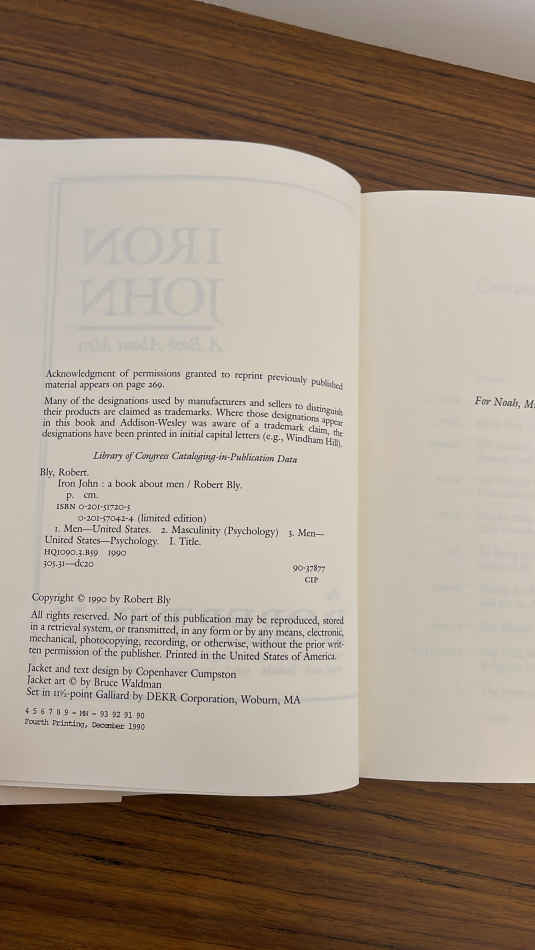 Acknowledgment of permissions granted to reprint previously published
material appears on page 269.
Many of the designations used by manufacturers and sellers to distinguish
their products are claimed as trademarks. Where those designations appear
in this book and Addison-Wesley was aware of a trademark claim, the
designations have been printed in initial capital letters (e.g., Windham Hill).
Library of Congress Cataloging-in-Publication Data
Bly, Robert.
Iron John : a book about men / Robert Bly.
p. cm.
ISBN 0-201-51720-5
0-201-57042-4 (limited edition)
1. Men—United States. 2. Masculinity (Psychology) 3. Men—
United States—Psychology. I. Title.
HQ1090.3.B59 1990
305.31—dc20
90-37877
CIP
Copyright © 1990 by Robert Bly
All rights reserved. No part of this publication may be reproduced, stored
in a retrieval system, or transmitted, in any form or by any means, electronic,
mechanical, photocopying, recording, or otherwise, without the prior writ-
ten permission of the publisher. Printed in the United States of America.
Jacket and text design by Copenhaver Cumpston
Jacket art © by Bruce Waldman
Set in 11½-point Galliard by DEKR Corporation, Woburn, MA
4 5 6 7 8 9 - MH - 93 92 91 90
Fourth Printing, December 1990
For Noah, M
IRON
JOHN
A Book About Men